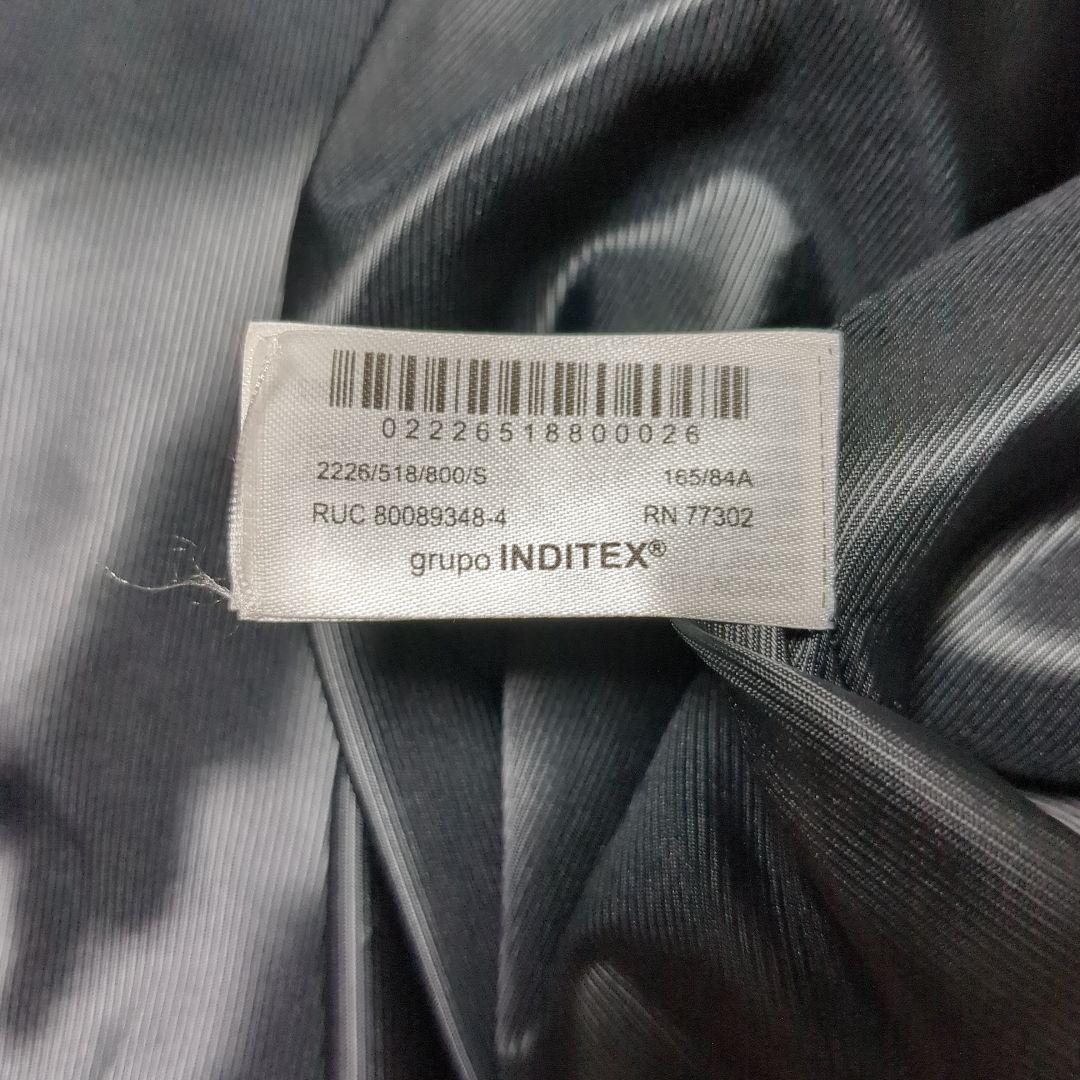 02226518800026
2226/518/800/S 165/84A
RUC 80089348-4 RN 77302
grupo INDITEX®